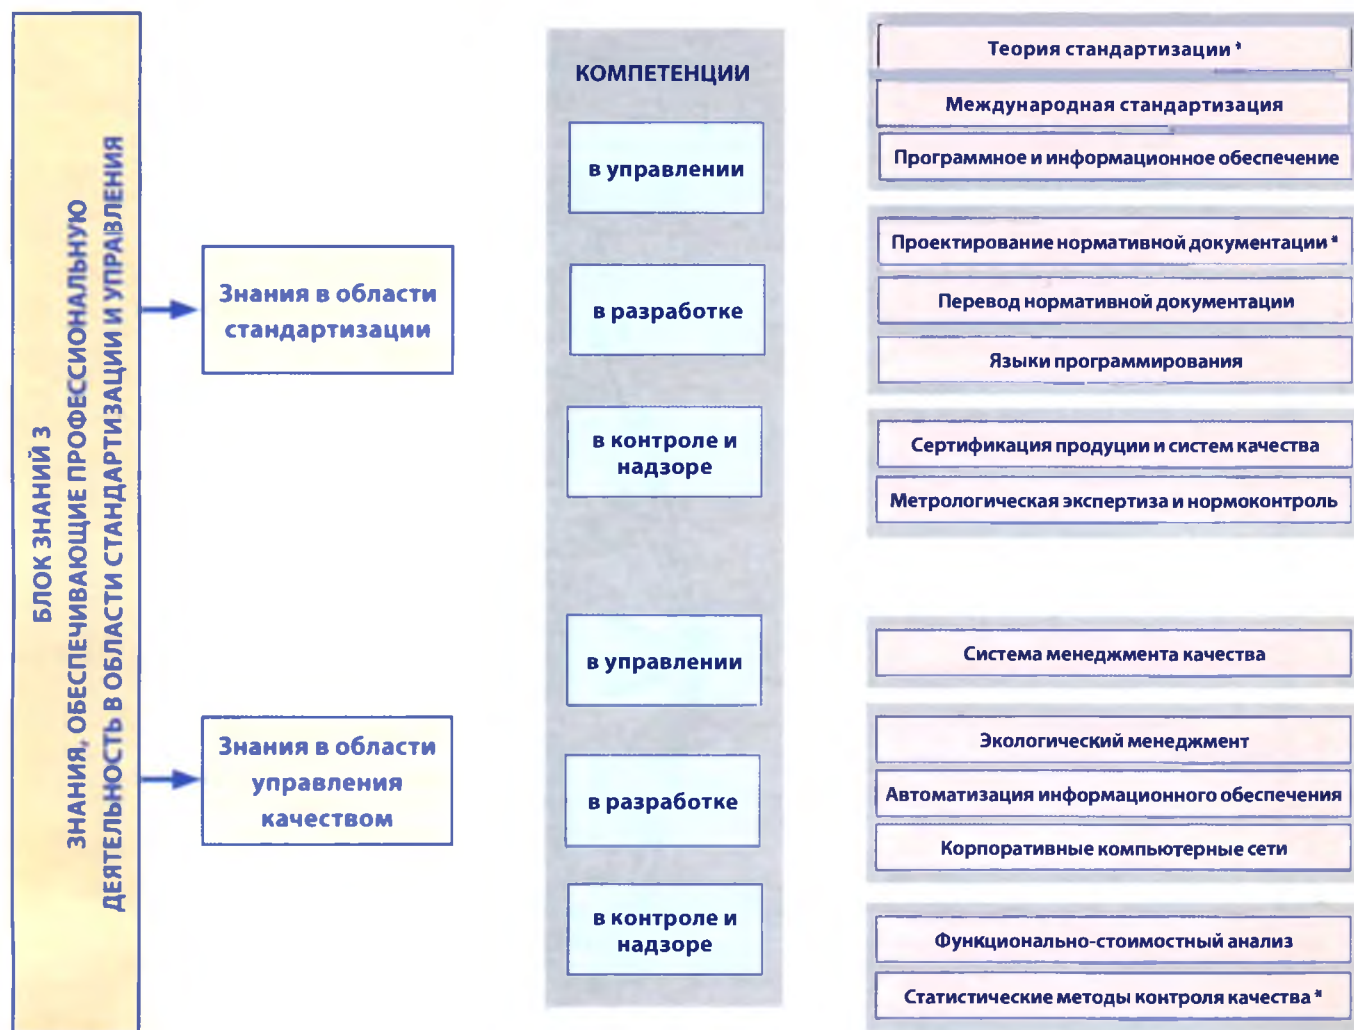 БЛОК ЗНАНИЙ 3
ЗНАНИЯ, ОБЕСПЕЧИВАЮЩИЕ ПРОФЕССИОНАЛЬНУЮ
ДЕЯТЕЛЬНОСТЬ В ОБЛАСТИ СТАНДАРТИЗАЦИИ И УПРАВЛЕНИЯ
Знания в области
стандартизации
Знания в области
управления
качеством
КОМПЕТЕНЦИИ
в управлении
в разработке
в контроле и
надзоре
в управлении
в разработке
в контроле и
надзоре
Теория стандартизации *
Международная стандартизация
Программное и информационное обеспечение
Проектирование нормативной документации *
Перевод нормативной документации
Языки программирования
Сертификация продуции и систем качества
Метрологическая экспертиза и нормоконтроль
Система менеджмента качества
Экологический менеджмент
Автоматизация информационного обеспечения
Корпоративные компьютерные сети
Функционально-стоимостный анализ
Статистические методы контроля качества *